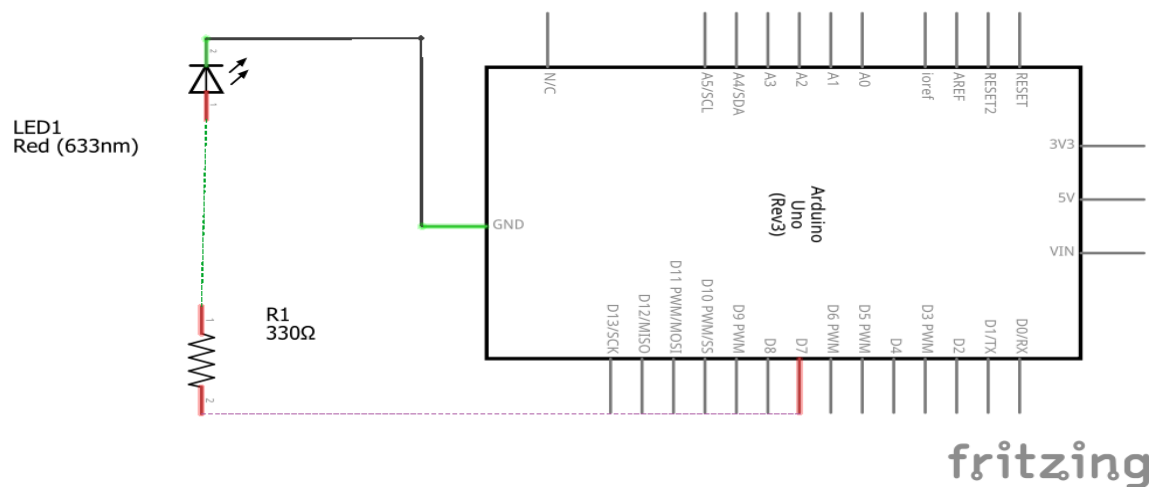 N/C
A5/SCL
A4/SDA
A3
A2
A1
A0
ioref
AREF
RESET2
RESET
2
1
LED1
Red (633nm)
3V3
5V
VIN
GND
Arduino
Uno
(Rev3)
1
R1
330Ω
2
D13/SCK
D12/MISO
D11 PWM/MOSI
D10 PWM/SS
D9 PWM
D8
D7
D6 PWM
D5 PWM
D4
D3 PWM
D2
D1/TX
D0/RX
fritzing